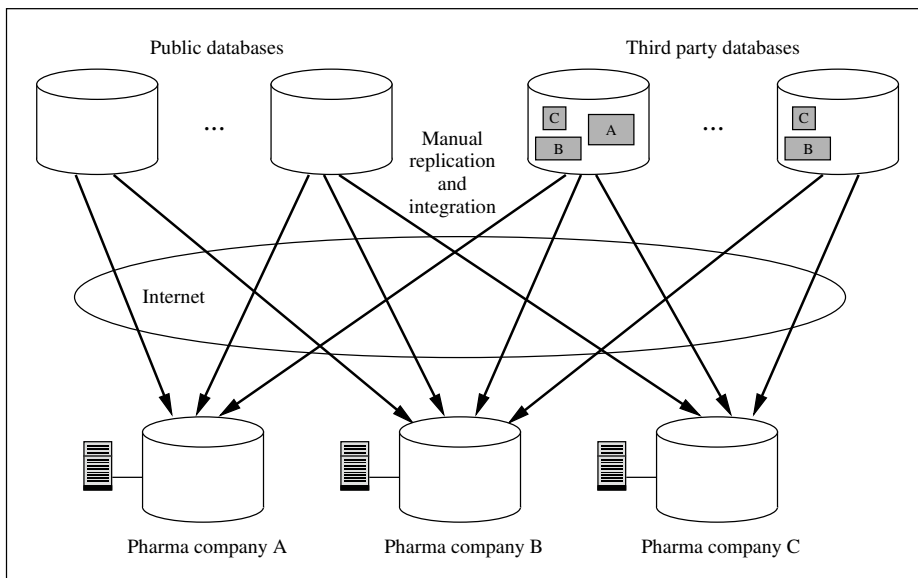 Public databases
Third party databases
...
C
A
B
...
C
B
Manual
replication
and
integration
Internet
Pharma company A
Pharma company B
Pharma company C